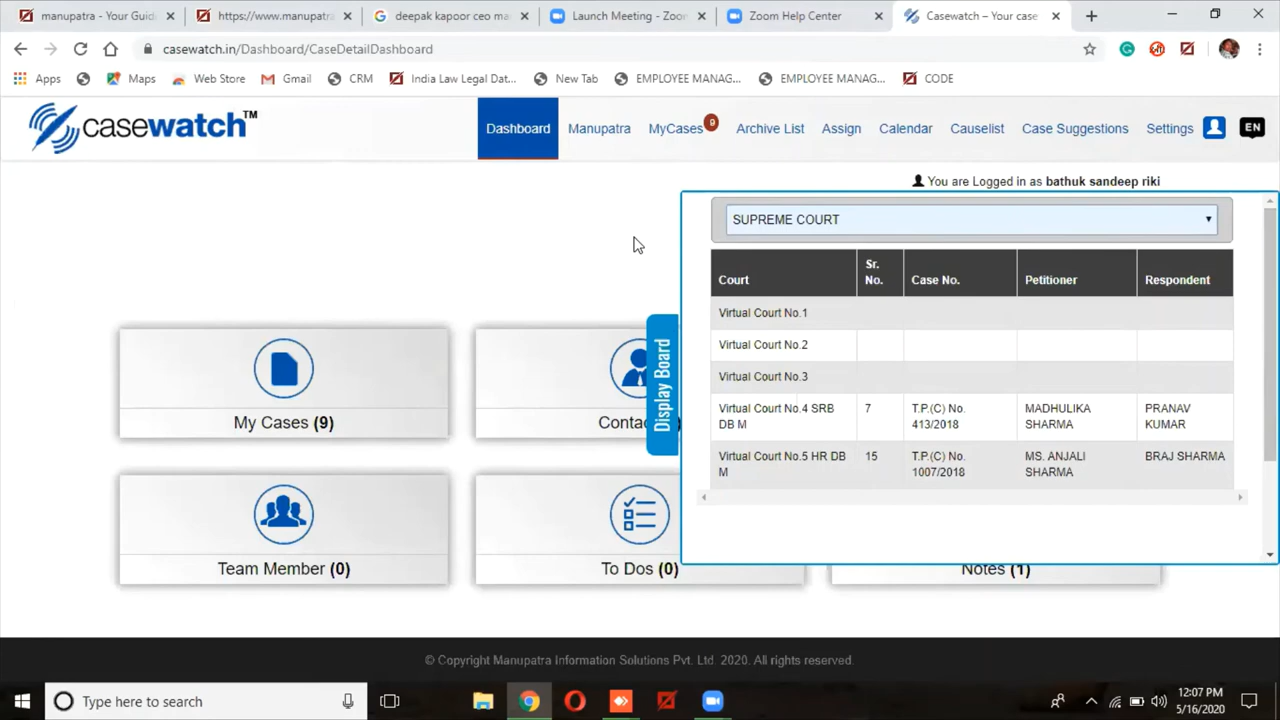 manupatra - Your Guid
https://www.manupatra
deepak kapoor ceo ma
Launch Meeting - Zoo
Zoom Help Center
Casewatch – Your case
casewatch.in/Dashboard/CaseDetailDashboard
Apps
Maps
Web Store
Gmail
CRM
India Law Legal Dat...
New Tab
EMPLOYEE MANAG...
EMPLOYEE MANAG...
CODE
casewatch™
Dashboard
Manupatra
MyCases 9
Archive List
Assign
Calendar
Causelist
Case Suggestions
Settings
EN
You are Logged in as bathuk sandeep riki
SUPREME COURT
Court Sr. No. Case No. Petitioner Respondent
Virtual Court No.1
Virtual Court No.2
Virtual Court No.3
Virtual Court No.4 SRB 7 T.P.(C) No. MADHULIKA PRANAV
DB M 413/2018 SHARMA KUMAR
Virtual Court No.5 HR DB 15 T.P.(C) No. MS. ANJALI BRAJ SHARMA
M 1007/2018 SHARMA
Display Board
My Cases (9)
Team Member (0)
To Dos (0)
Notes (1)
© Copyright Manupatra Information Solutions Pvt. Ltd. 2020. All rights reserved.
Type here to search
12:07 PM
5/16/2020